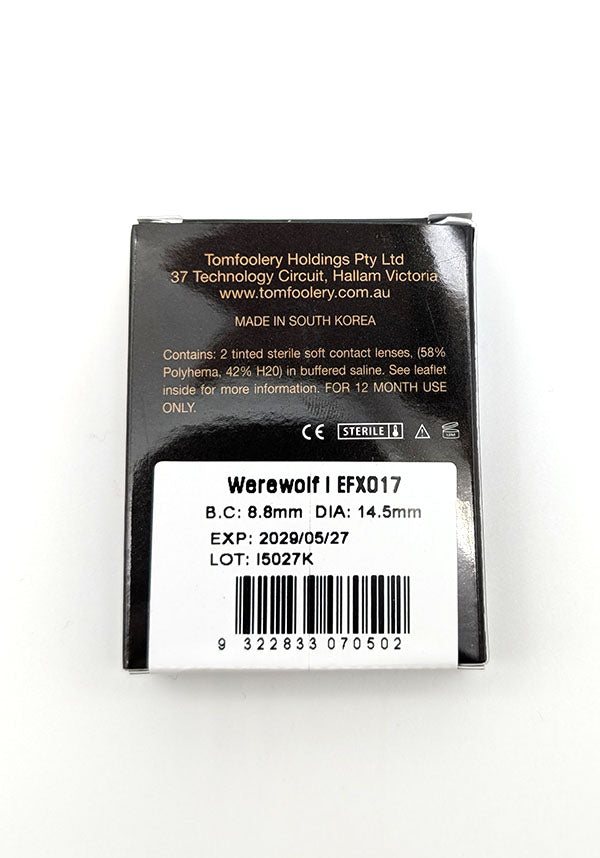 Tomfoolery Holdings Pty Ltd
37 Technology Circuit, Hallam Victoria
www.tomfoolery.com.au
MADE IN SOUTH KOREA
Contains: 2 tinted sterile soft contact lenses, (58%
Polyhema, 42% H20) in buffered saline. See leaflet
inside for more information. FOR 12 MONTH USE
ONLY.
CE STERILE
Werewolf | EFX017
B.C: 8.8mm DIA: 14.5mm
EXP: 2029/05/27
LOT: I5027K
9 322833 070502